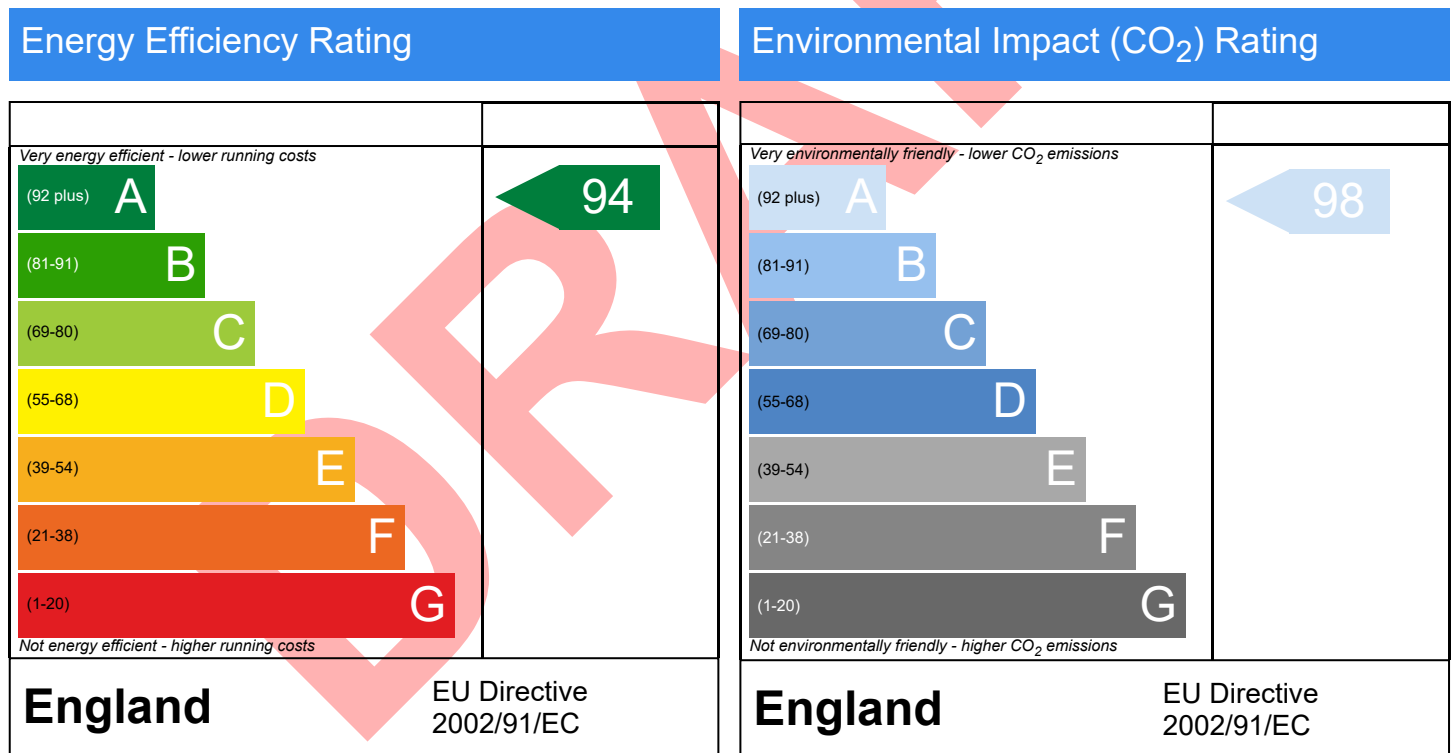 Energy Efficiency Rating
Very energy efficient - lower running costs
(92 plus) A
94
(81-91) B
(69-80) C
(55-68) D
(39-54) E
(21-38) F
(1-20) G
Not energy efficient - higher running costs
England
EU Directive
2002/91/EC
Environmental Impact (CO₂) Rating
Very environmentally friendly - lower CO₂ emissions
(92 plus) A
98
(81-91) B
(69-80) C
(55-68) D
(39-54) E
(21-38) F
(1-20) G
Not environmentally friendly - higher CO₂ emissions
England
EU Directive
2002/91/EC